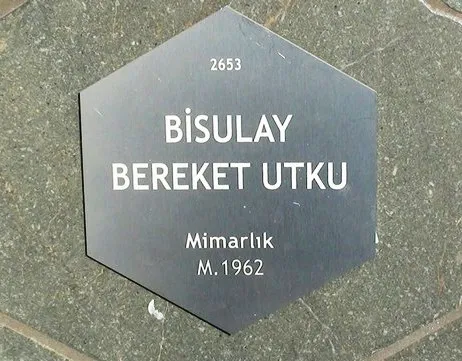 2653
BİSULAY
BEREKET UTKU
Mimarlık
M.1962